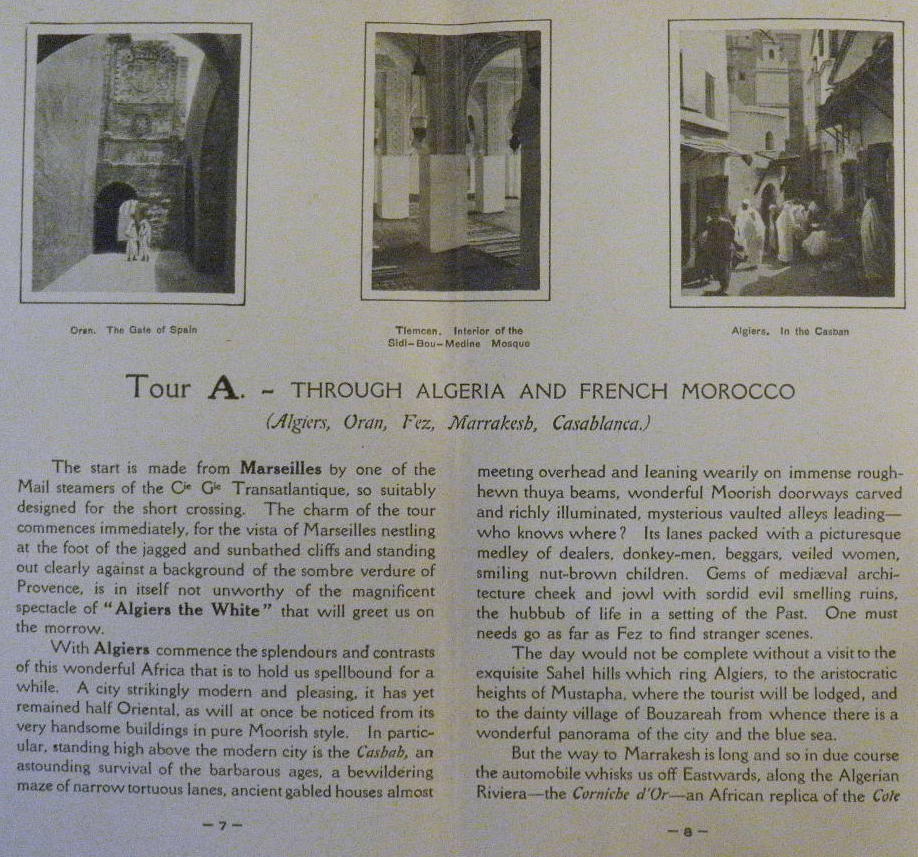 Oran. The Gate of Spain
Tlemcen. Interior of the
Sidi-Bou-Medine Mosque
Algiers. In the Casbah
Tour A. - THROUGH ALGERIA AND FRENCH MOROCCO
(Algiers, Oran, Fez, Marrakesh, Casablanca.)
The start is made from Marseilles by one of the
Mail steamers of the Cie Gle Transatlantique, so suitably
designed for the short crossing. The charm of the tour
commences immediately, for the vista of Marseilles nestling
at the foot of the jagged and sunbathed cliffs and standing
out clearly against a background of the sombre verdure of
Provence, is in itself not unworthy of the magnificent
spectacle of "Algiers the White" that will greet us on
the morrow.
With Algiers commence the splendours and contrasts
of this wonderful Africa that is to hold us spellbound for a
while. A city strikingly modern and pleasing, it has yet
remained half Oriental, as will at once be noticed from its
very handsome buildings in pure Moorish style. In partic-
ular, standing high above the modern city is the Casbah, an
astounding survival of the barbarous ages, a bewildering
maze of narrow tortuous lanes, ancient gabled houses almost
- 7 -
meeting overhead and leaning wearily on immense rough-
hewn thuya beams, wonderful Moorish doorways carved
and richly illuminated, mysterious vaulted alleys leading—
who knows where? Its lanes packed with a picturesque
medley of dealers, donkey-men, beggars, veiled women,
smiling nut-brown children. Gems of mediæval archi-
tecture cheek and jowl with sordid evil smelling ruins,
the hubbub of life in a setting of the Past. One must
needs go as far as Fez to find stranger scenes.
The day would not be complete without a visit to the
exquisite Sahel hills which ring Algiers, to the aristocratic
heights of Mustapha, where the tourist will be lodged, and
to the dainty village of Bouzareah from whence there is a
wonderful panorama of the city and the blue sea.
But the way to Marrakesh is long and so in due course
the automobile whisks us off Eastwards, along the Algerian
Riviera—the Corniche d'Or—an African replica of the Cote
- 8 -